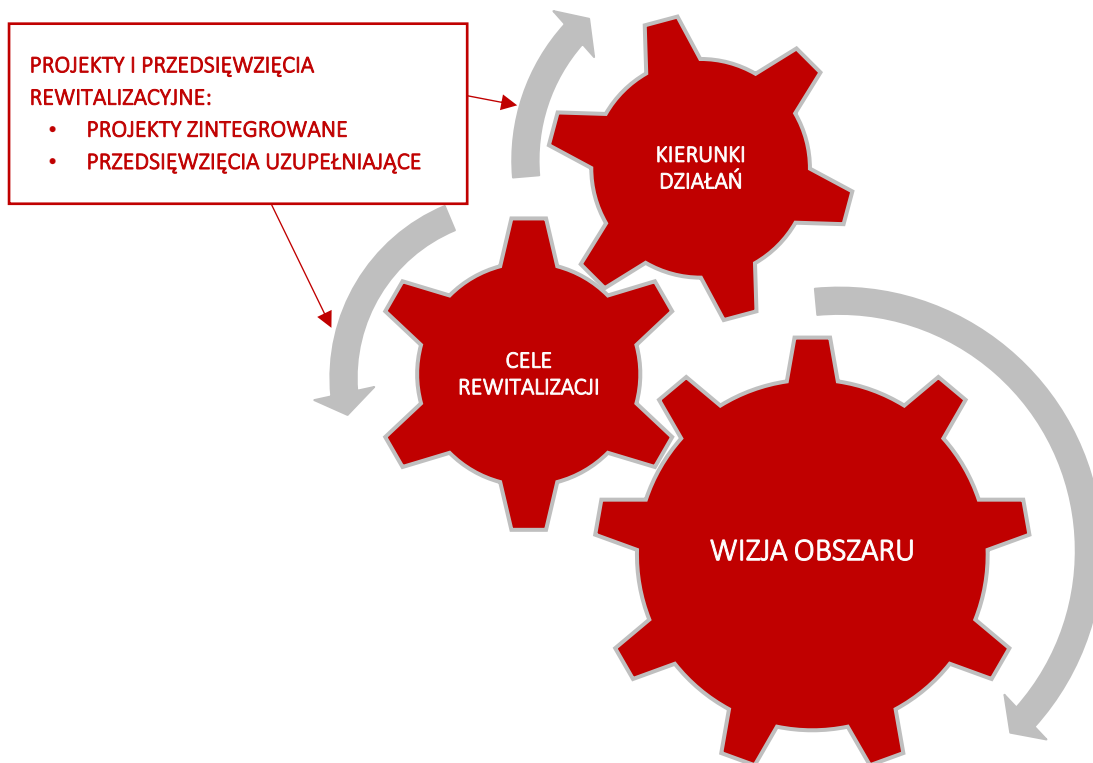 PROJEKTY I PRZEDSIĘWZIĘCIA
REWITALIZACYJNE:
• PROJEKTY ZINTEGROWANE
• PRZEDSIĘWZIĘCIA UZUPEŁNIAJĄCE
KIERUNKI
DZIAŁAŃ
CELE
REWITALIZACJI
WIZJA OBSZARU